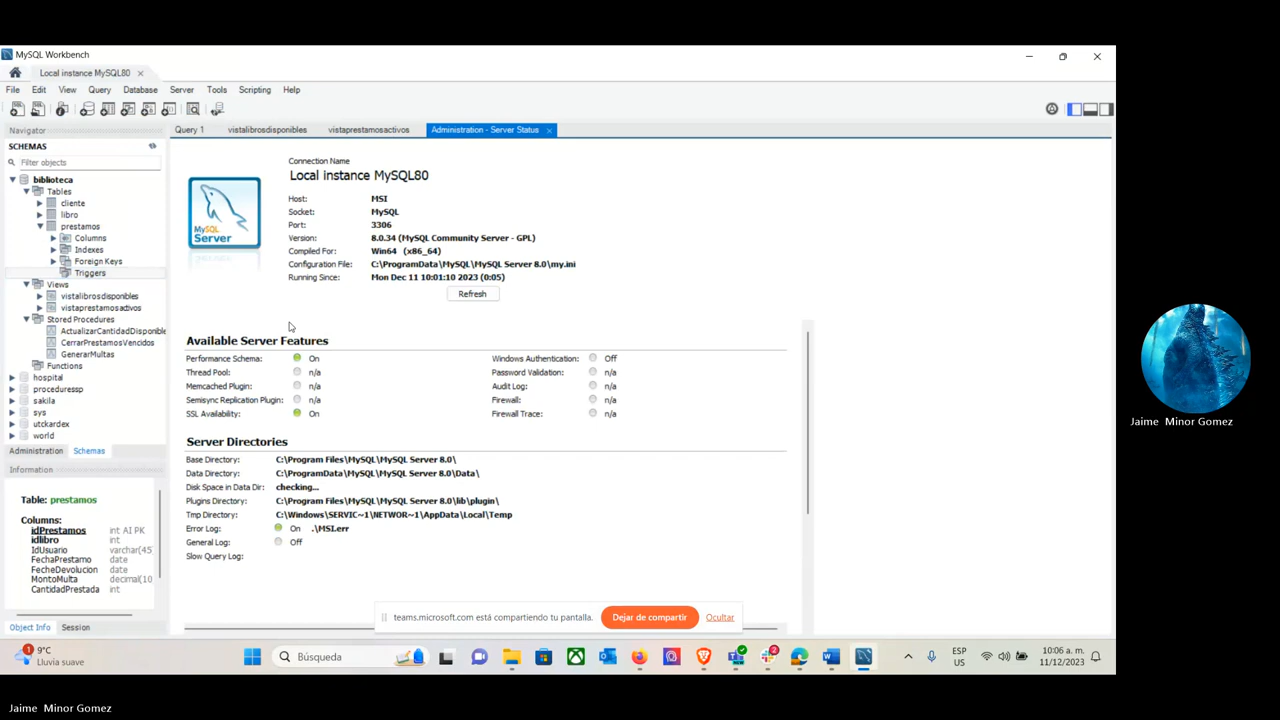 MySQL Workbench
Local instance MySQL80
File Edit View Query Database Server Tools Scripting Help
Navigator
Query 1 vistalibrosdisponbles vistaprestamosactivos Administration - Server Status
SCHEMAS
Filter objects
biblioteca
Tables
cliente
libro
prestamos
Columns
Indexes
Foreign Keys
Triggers
Views
vistalibrosdisponbles
vistaprestamosactivos
Stored Procedures
ActualizarCantidadDisponible
CerrarPrestamosVencidos
GenerarMultas
Functions
hospital
proceduressp
sakila
sys
utckardex
world
Administration Schemas
Information
Table: prestamos
Columns:
idPrestamos int AI PK
idlibro int
IdUsuario varchar(45)
FechaPrestamo date
FecheDevolucion date
MontoMulta decimal(10,
CantidadPrestada int
Object Info Session
MySQL
Server
Connection Name
Local instance MySQL80
Host: MSI
Socket: MySQL
Port: 3306
Version: 8.0.34 (MySQL Community Server - GPL)
Compiled For: Win64 (x86_64)
Configuration File: C:\ProgramData\MySQL\MySQL Server 8.0\my.ini
Running Since: Mon Dec 11 10:01:10 2023 (0:05)
Refresh
Available Server Features
Performance Schema: On Windows Authentication: Off
Thread Pool: n/a Password Validation: n/a
Memcached Plugin: n/a Audit Log: n/a
Semisync Replication Plugin: n/a Firewall: n/a
SSL Availability: On Firewall Trace: n/a
Server Directories
Base Directory: C:\Program Files\MySQL\MySQL Server 8.0\
Data Directory: C:\ProgramData\MySQL\MySQL Server 8.0\Data\
Disk Space in Data Dir: checking...
Plugins Directory: C:\Program Files\MySQL\MySQL Server 8.0\lib\plugin\
Tmp Directory: C:\Windows\SERVIC~1\NETWOR~1\AppData\Local\Temp
Error Log: On .\MSI.err
General Log: Off
Slow Query Log:
teams.microsoft.com está compartiendo tu pantalla. Dejar de compartir Ocultar
1
9°C
Lluvia suave
Búsqueda
2
ESP
US
10:06 a. m.
11/12/2023
Jaime Minor Gomez
Jaime Minor Gomez